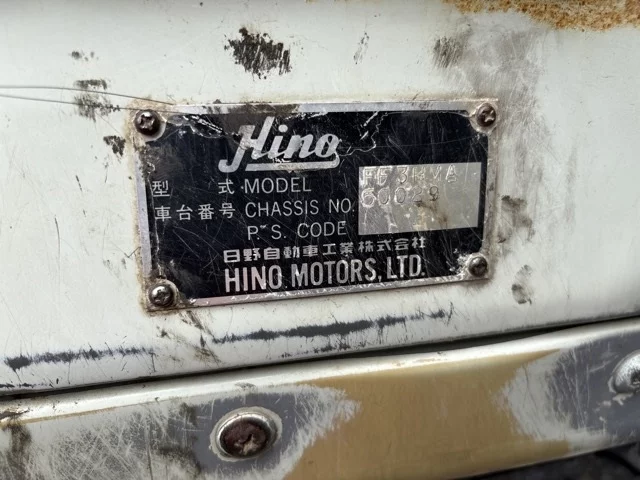 Hino
型 式 MODEL
車台番号 CHASSIS NO. 60029
P. S. CODE
日野自動車工業株式会社
HINO MOTORS, LTD.